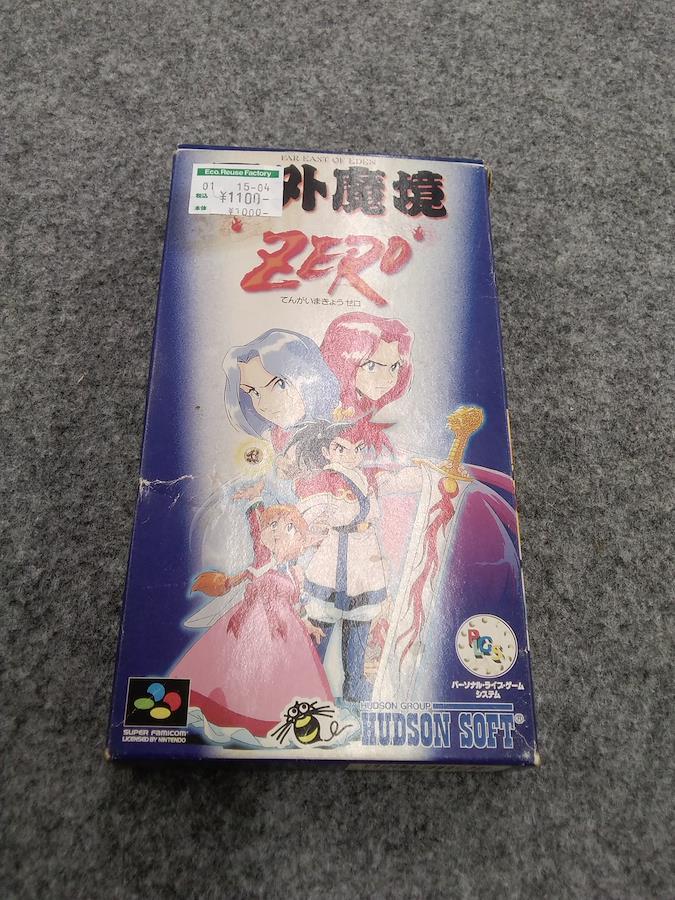 FAR EAST OF EDEN
Eco.Reuse Factory
01 15-04
税込 ¥1100-
本体 ¥1000-
外魔境
ZERO
てんがいまきょう ゼロ
PLGS
パーソナル・ライブ・ゲーム
システム
SUPER FAMICOM
LICENSED BY NINTENDO
HUDSON GROUP
HUDSON SOFT®